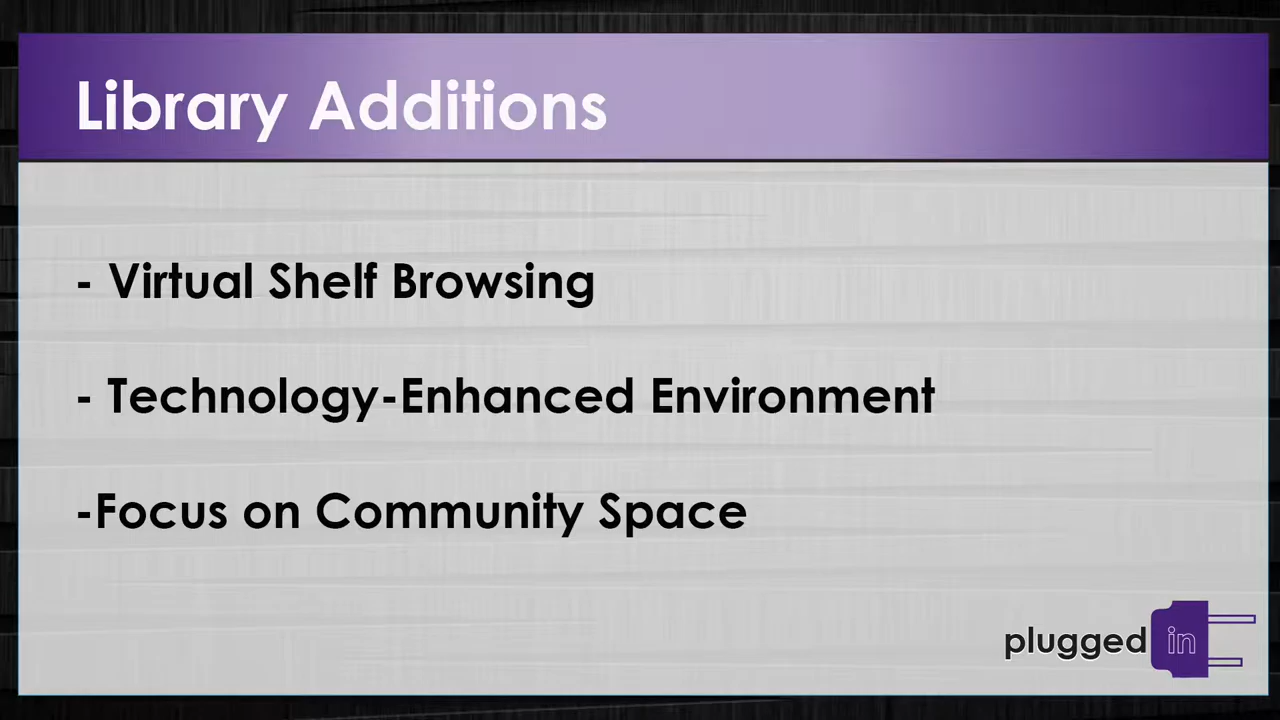 Library Additions
- Virtual Shelf Browsing
- Technology-Enhanced Environment
-Focus on Community Space
plugged in